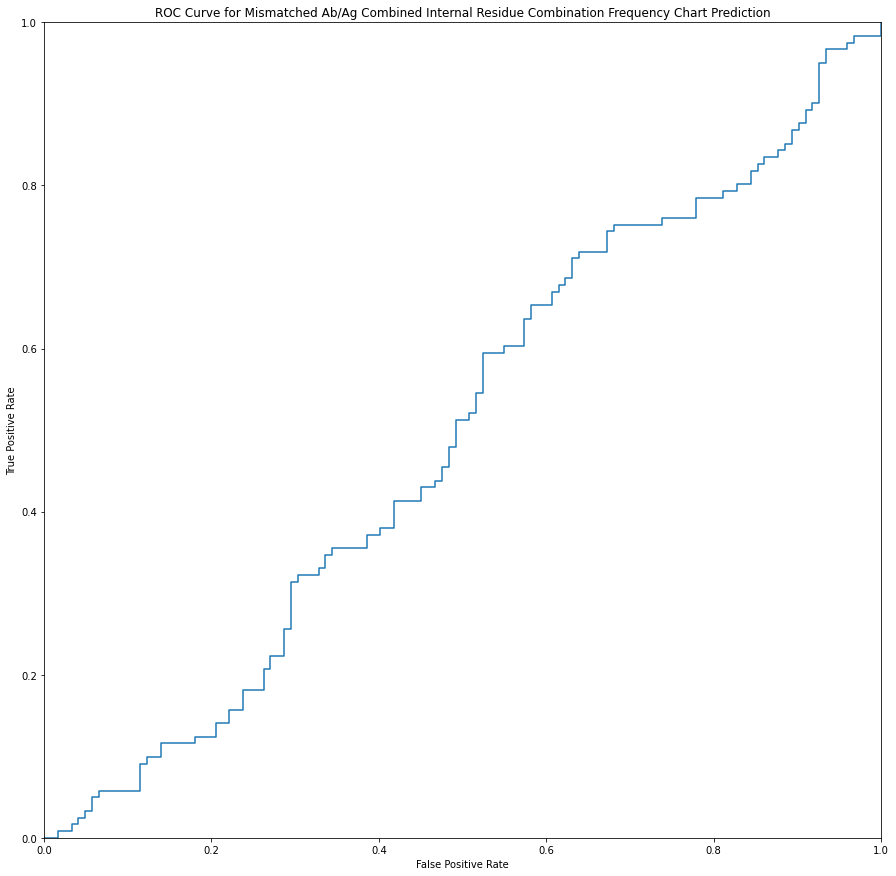 ROC Curve for Mismatched Ab/Ag Combined Internal Residue Combination Frequency Chart Prediction
1.0
0.8
0.6
0.4
0.2
0.0
True Positive Rate
0.0 0.2 0.4 0.6 0.8 1.0
False Positive Rate